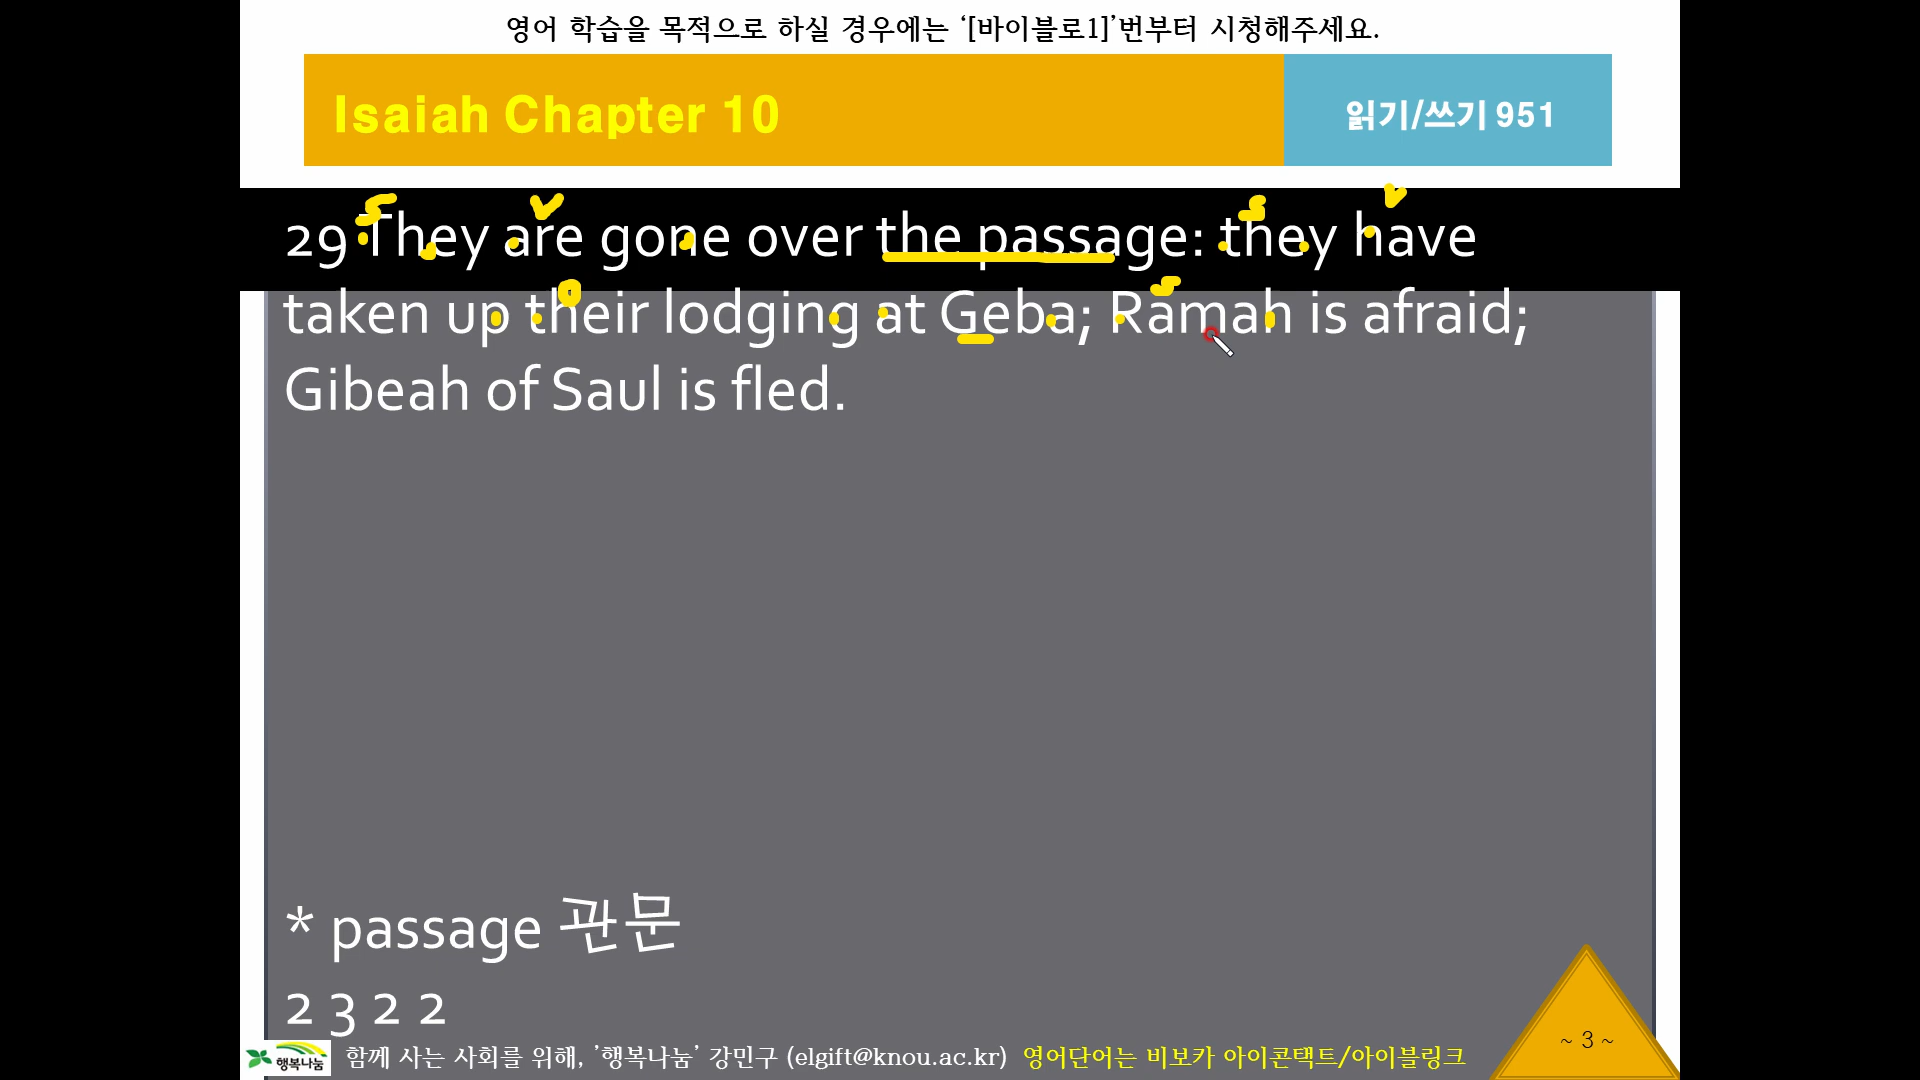 영어 학습을 목적으로 하실 경우에는 ‘[바이블로1]’번부터 시청해주세요.
Isaiah Chapter 10
읽기/쓰기 951
29 They are gone over the passage: they have
taken up their lodging at Geba; Ramah is afraid;
Gibeah of Saul is fled.
* passage 관문
2 3 2 2
~ 3 ~
행복나눔 함께 사는 사회를 위해, ’행복나눔’ 강민구 (elgift@knou.ac.kr) 영어단어는 비보카 아이콘택트/아이블링크